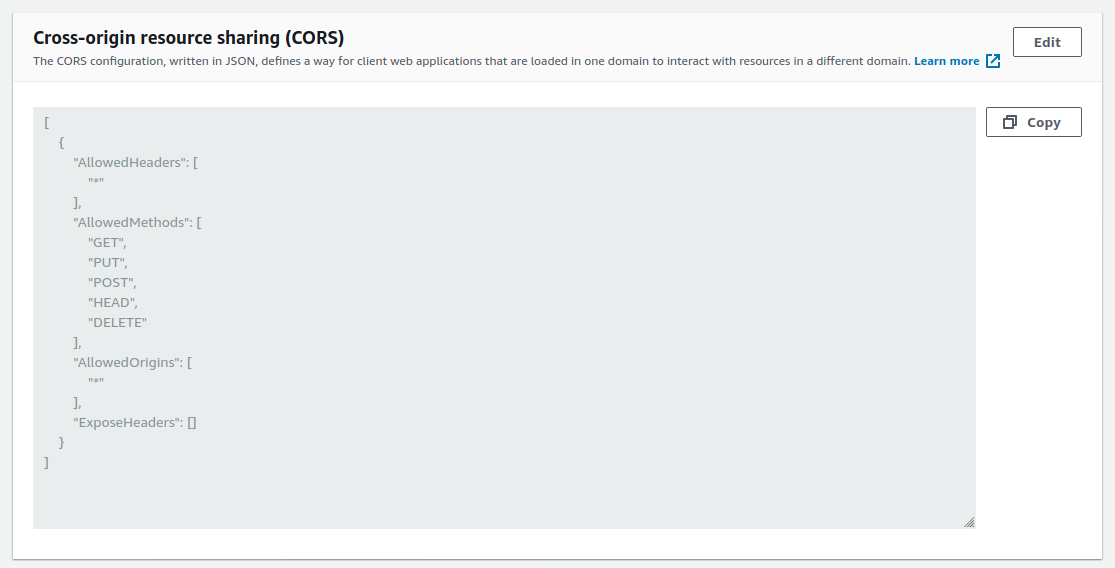 Cross-origin resource sharing (CORS)
Edit
The CORS configuration, written in JSON, defines a way for client web applications that are loaded in one domain to interact with resources in a different domain. Learn more
Copy
[
{
"AllowedHeaders": [
"*"
],
"AllowedMethods": [
"GET",
"PUT",
"POST",
"HEAD",
"DELETE"
],
"AllowedOrigins": [
"*"
],
"ExposeHeaders": []
}
]